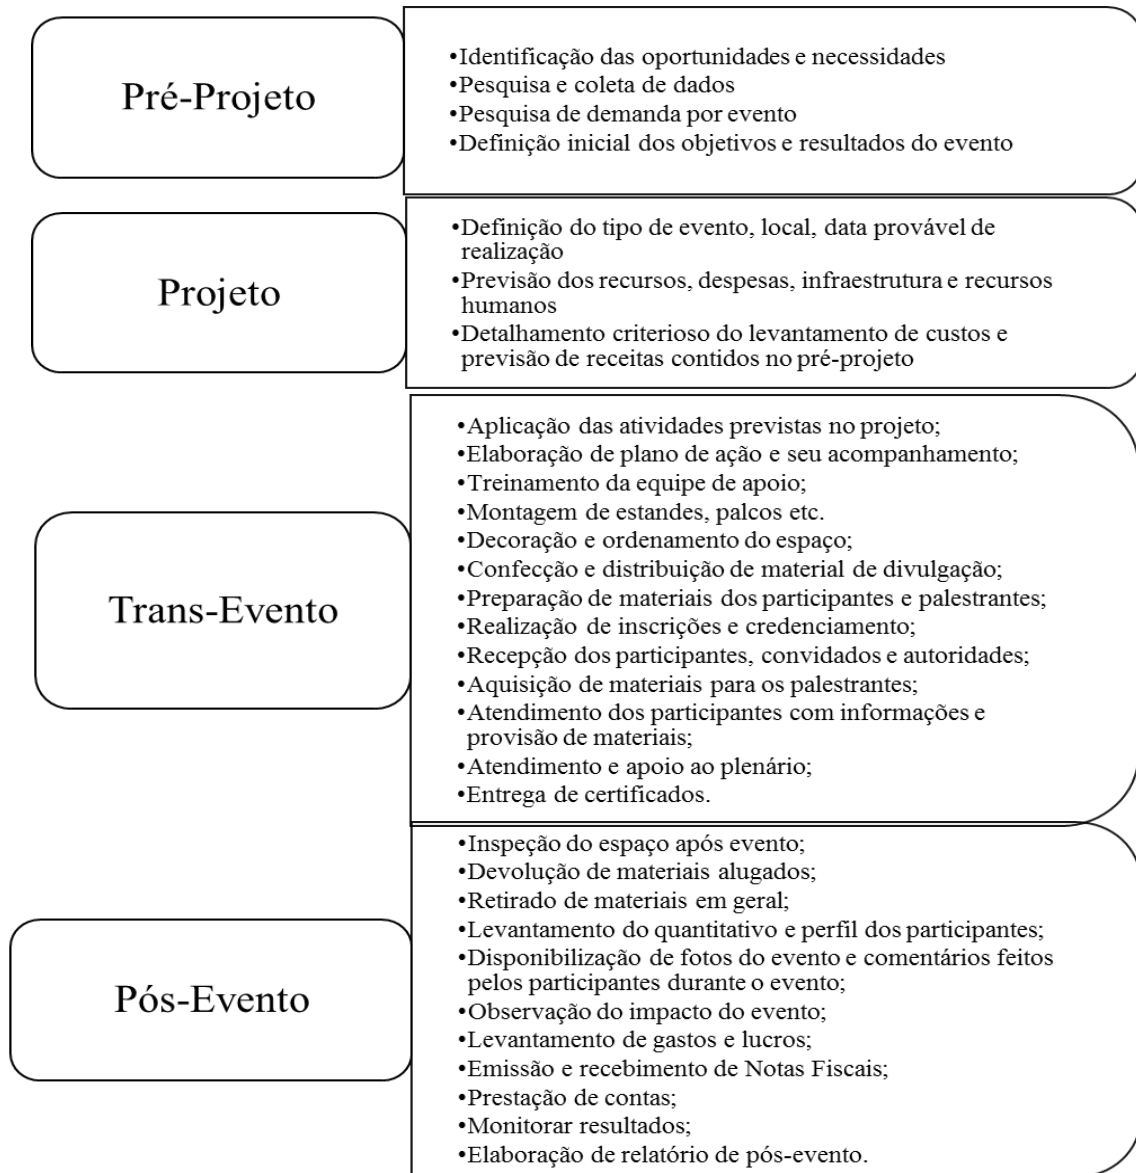 Pré-Projeto
•Identificação das oportunidades e necessidades
•Pesquisa e coleta de dados
•Pesquisa de demanda por evento
•Definição inicial dos objetivos e resultados do evento
Projeto
•Definição do tipo de evento, local, data provável de
realização
•Previsão dos recursos, despesas, infraestrutura e recursos
humanos
•Detalhamento criterioso do levantamento de custos e
previsão de receitas contidos no pré-projeto
Trans-Evento
•Aplicação das atividades previstas no projeto;
•Elaboração de plano de ação e seu acompanhamento;
•Treinamento da equipe de apoio;
•Montagem de estandes, palcos etc.
•Decoração e ordenamento do espaço;
•Confecção e distribuição de material de divulgação;
•Preparação de materiais dos participantes e palestrantes;
•Realização de inscrições e credenciamento;
•Recepção dos participantes, convidados e autoridades;
•Aquisição de materiais para os palestrantes;
•Atendimento dos participantes com informações e
provisão de materiais;
•Atendimento e apoio ao plenário;
•Entrega de certificados.
Pós-Evento
•Inspeção do espaço após evento;
•Devolução de materiais alugados;
•Retirado de materiais em geral;
•Levantamento do quantitativo e perfil dos participantes;
•Disponibilização de fotos do evento e comentários feitos
pelos participantes durante o evento;
•Observação do impacto do evento;
•Levantamento de gastos e lucros;
•Emissão e recebimento de Notas Fiscais;
•Prestação de contas;
•Monitorar resultados;
•Elaboração de relatório de pós-evento.